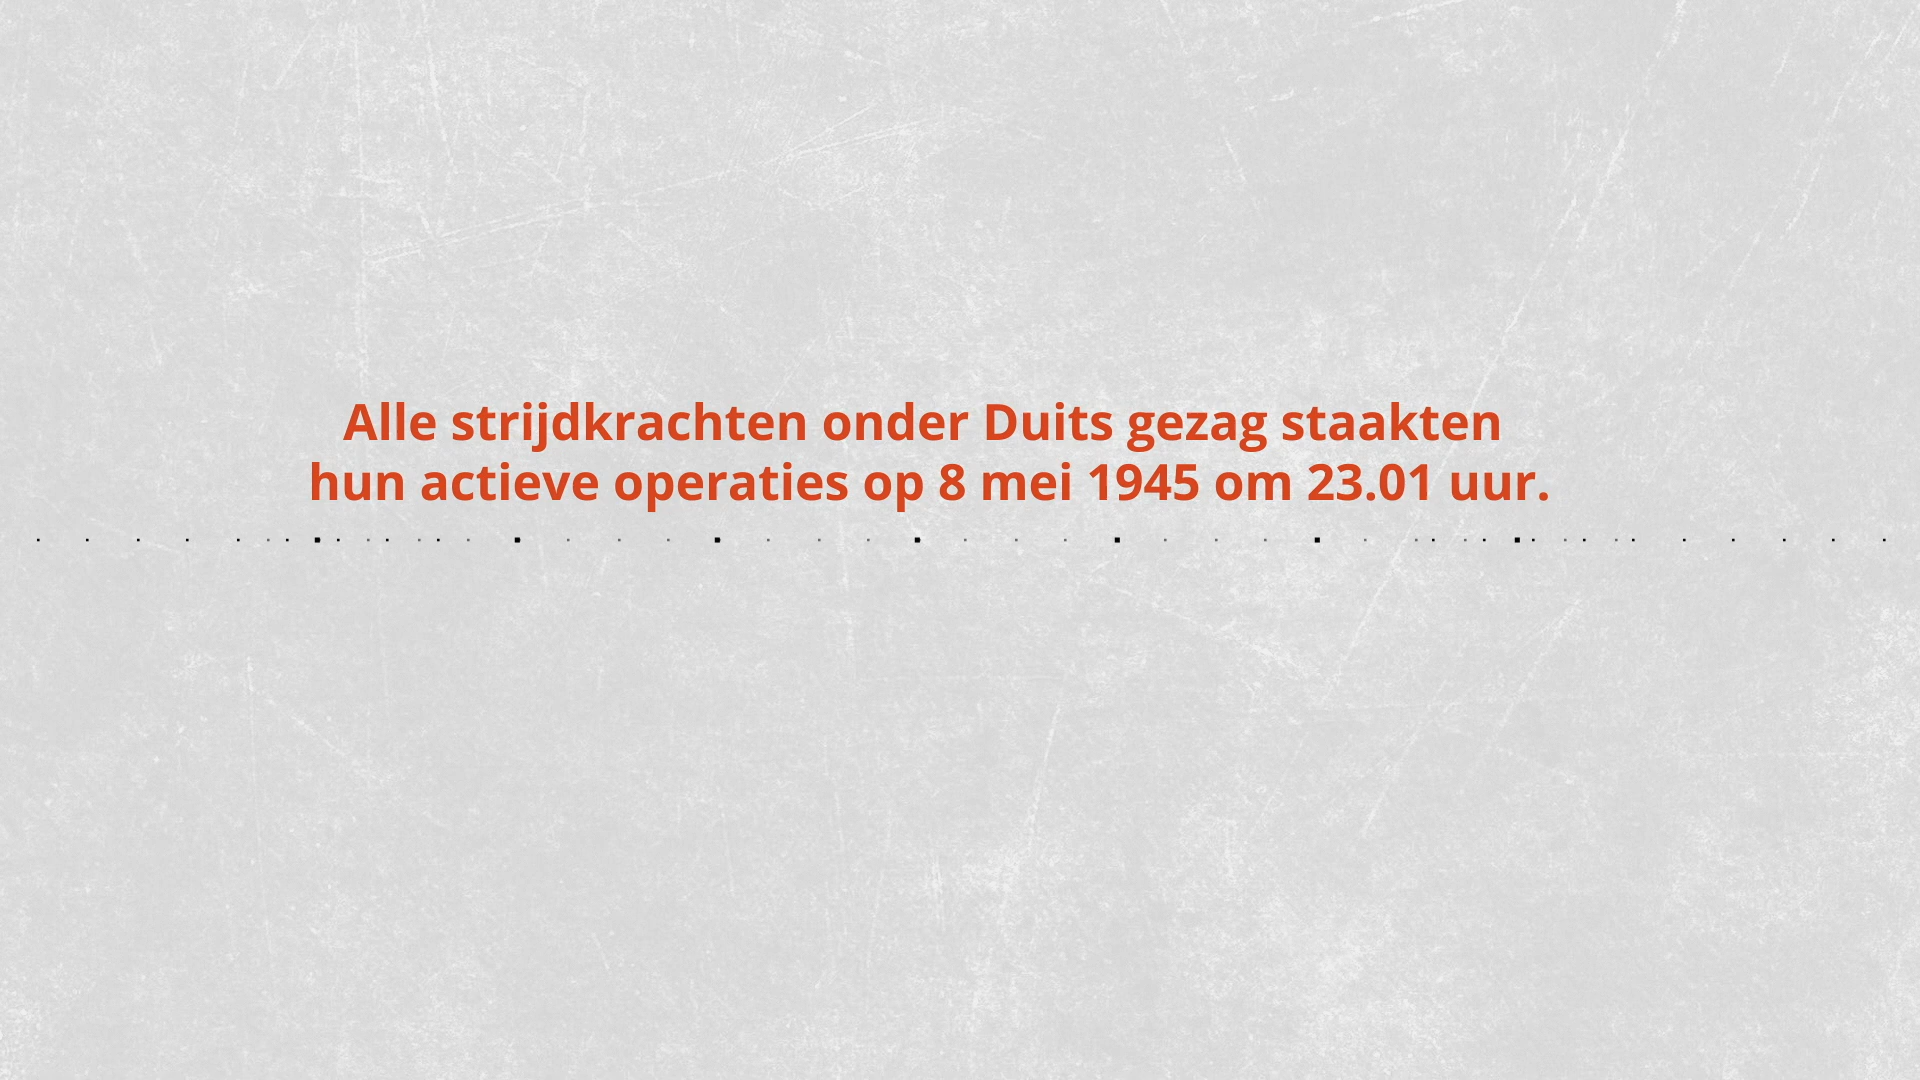 Alle strijdkrachten onder Duits gezag staakten
hun actieve operaties op 8 mei 1945 om 23.01 uur.